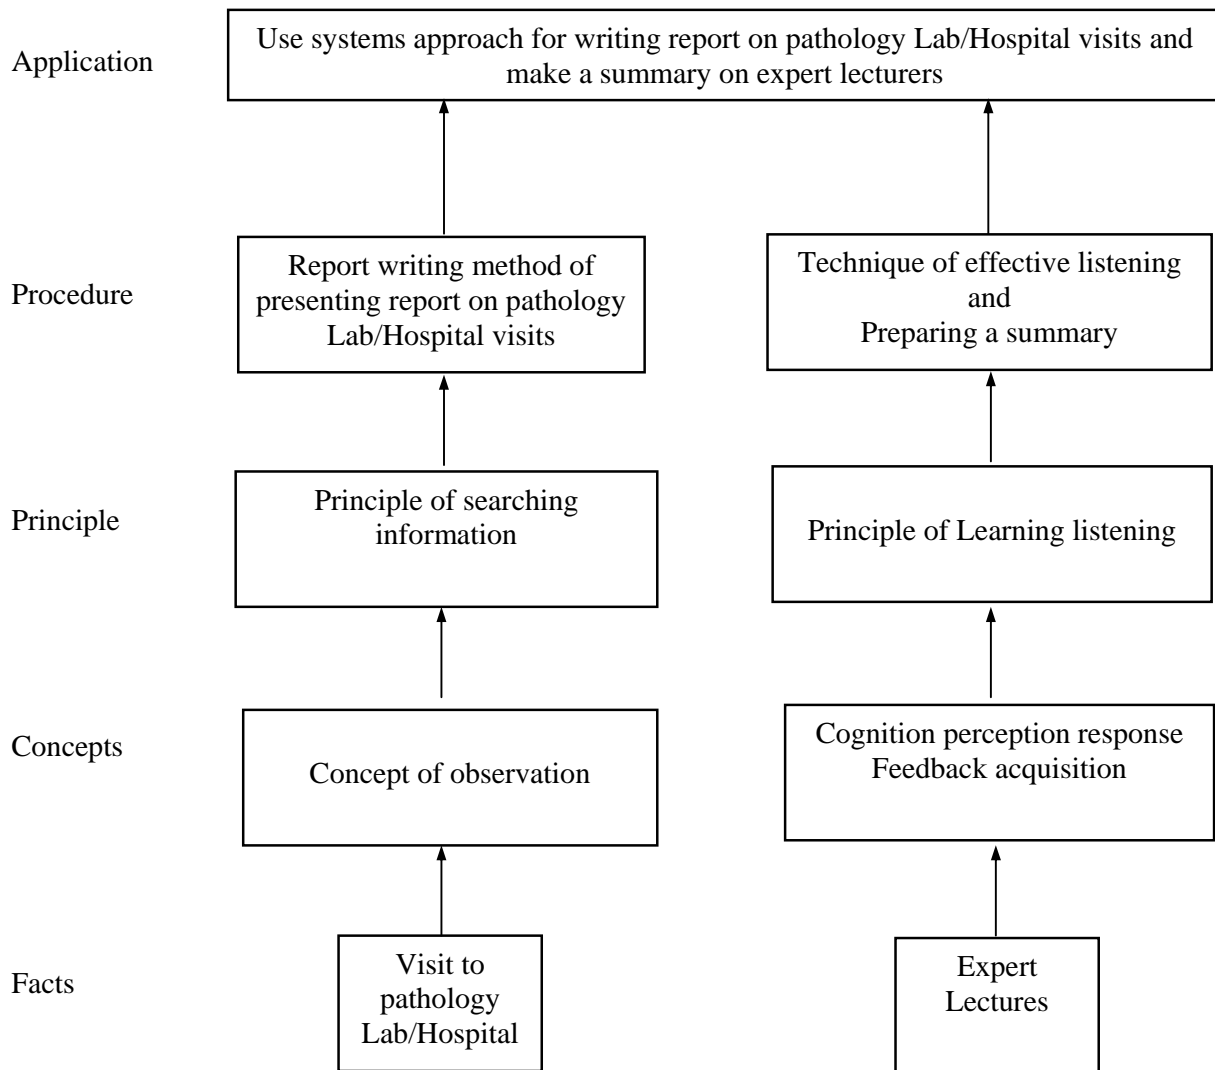 Application
Use systems approach for writing report on pathology Lab/Hospital visits and
make a summary on expert lecturers
Procedure
Report writing method of
presenting report on pathology
Lab/Hospital visits
Technique of effective listening
and
Preparing a summary
Principle
Principle of searching
information
Principle of Learning listening
Concepts
Concept of observation
Cognition perception response
Feedback acquisition
Facts
Visit to
pathology
Lab/Hospital
Expert
Lectures